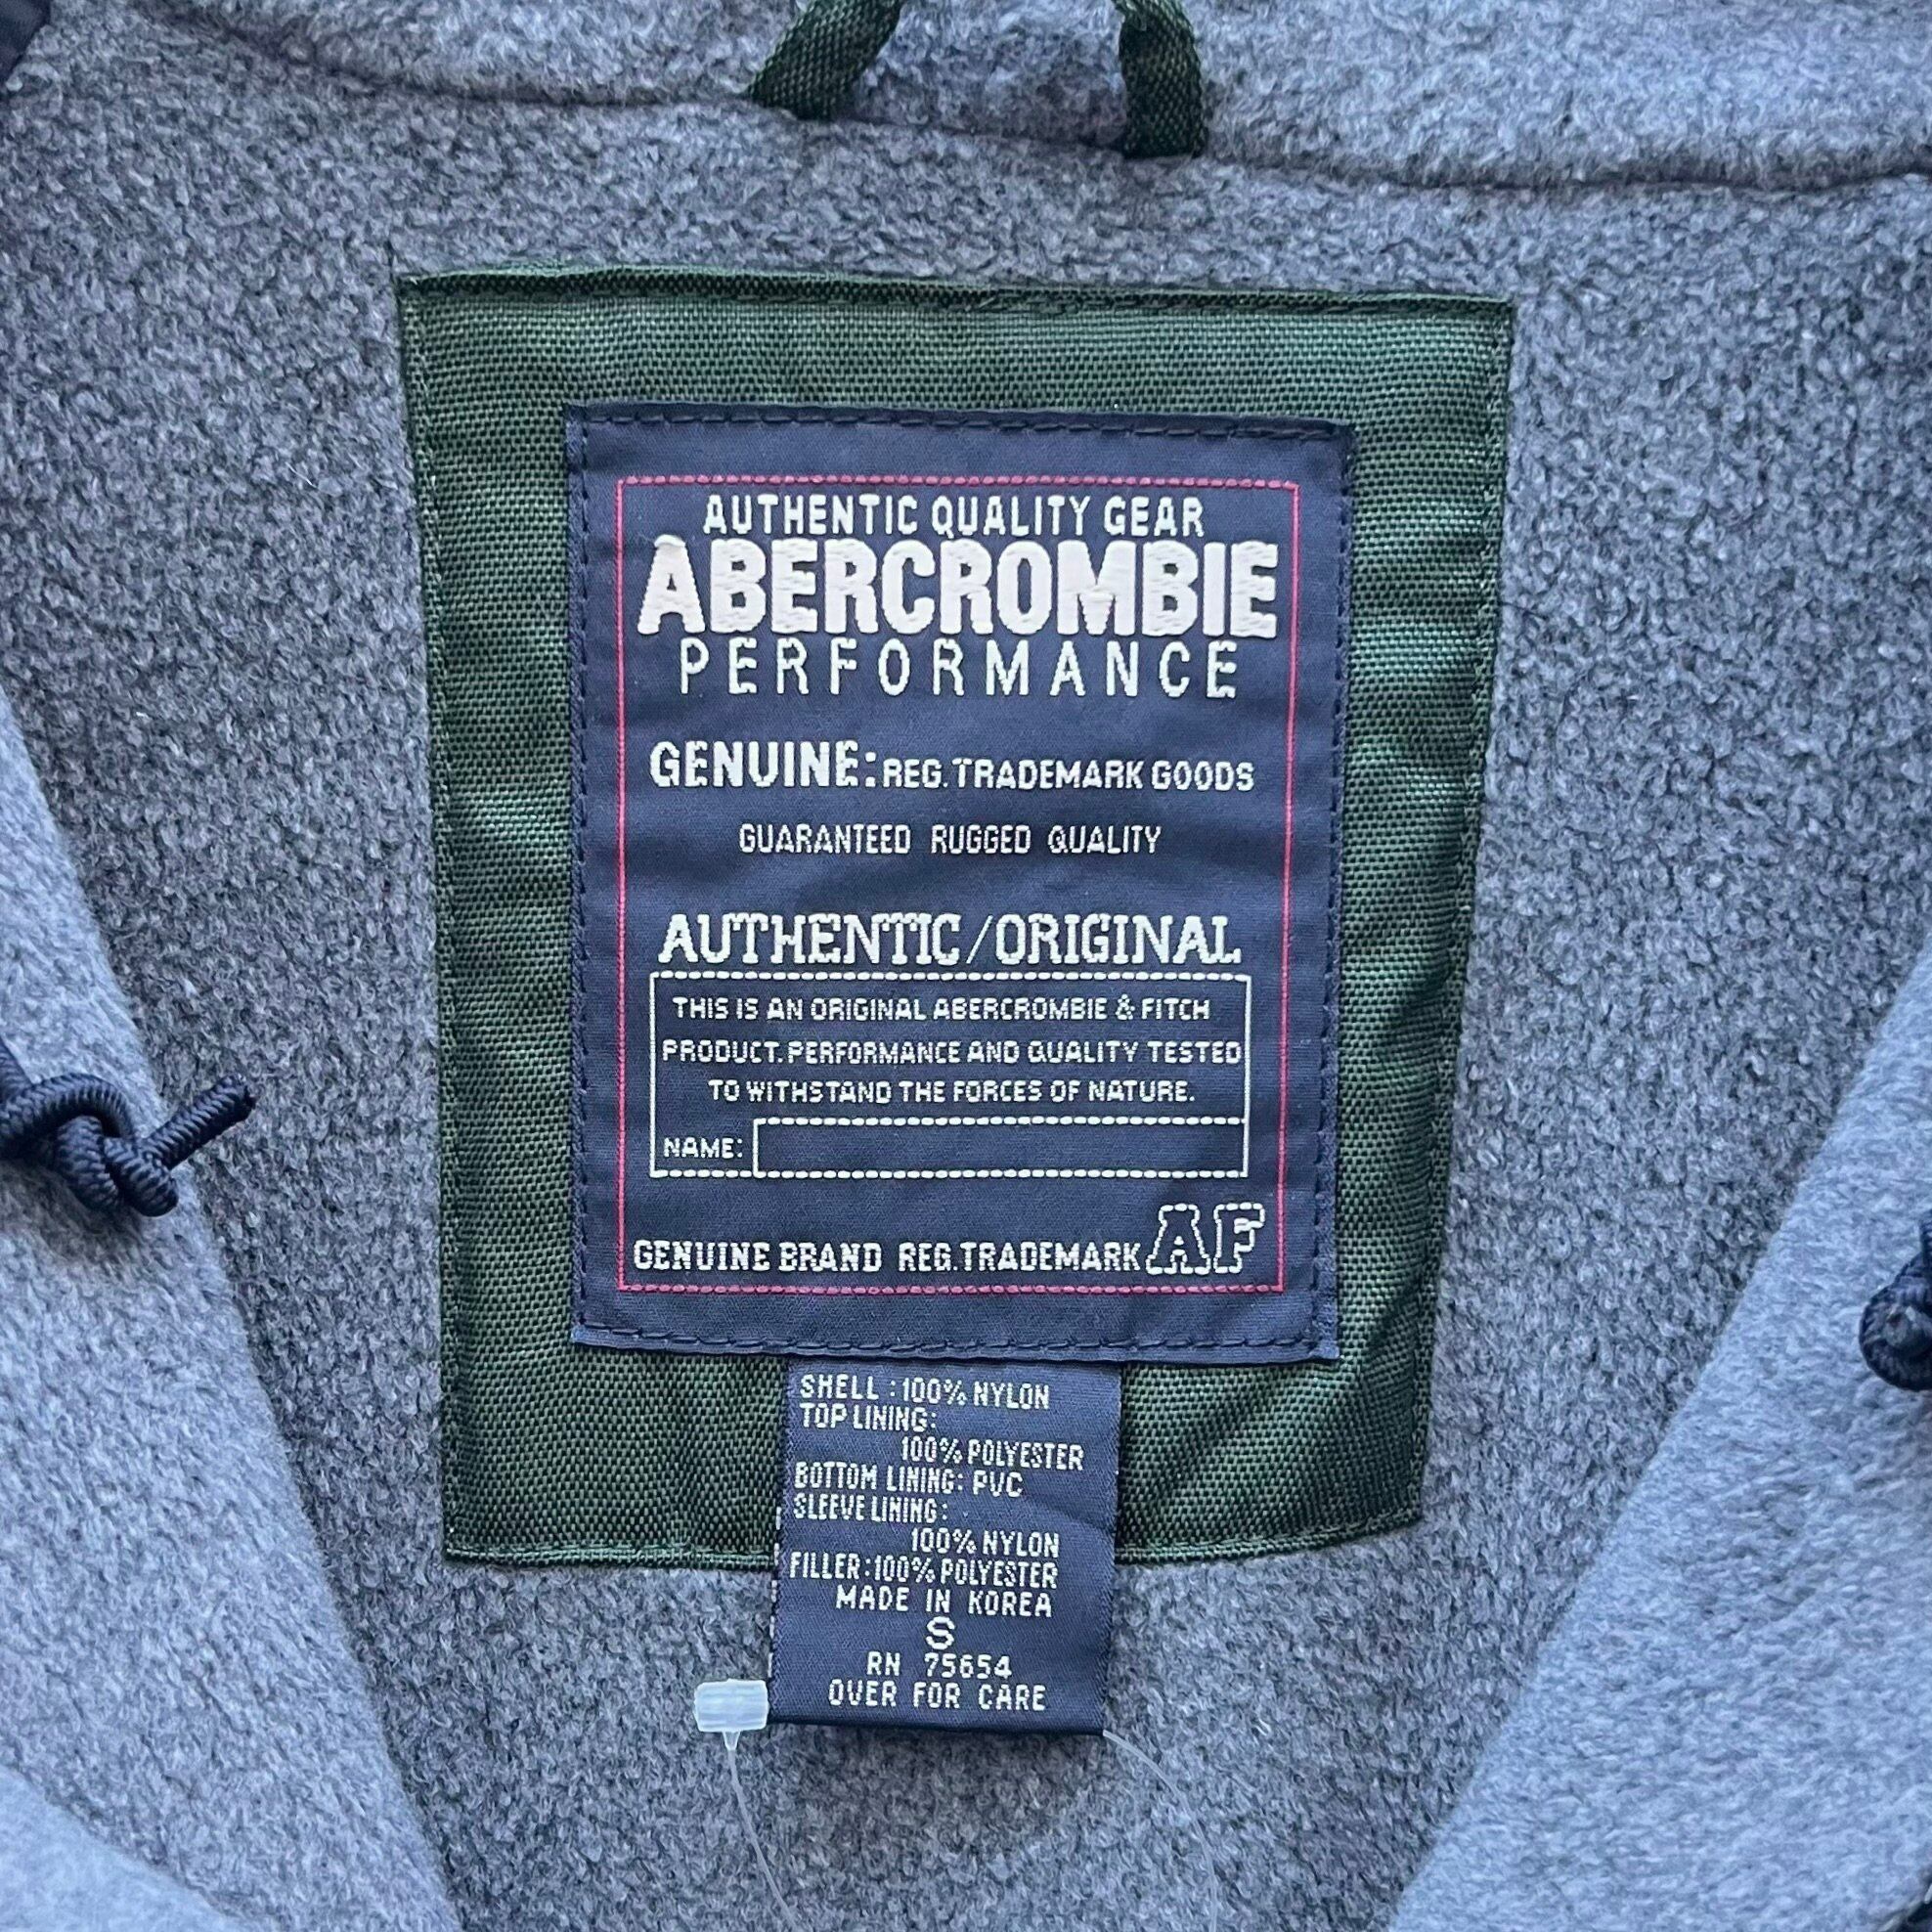 AUTHENTIC QUALITY GEAR
ABERCROMBIE
PERFORMANCE
GENUINE: REG. TRADEMARK GOODS
GUARANTEED RUGGED QUALITY
AUTHENTIC/ORIGINAL
THIS IS AN ORIGINAL ABERCROMBIE & FITCH
PRODUCT. PERFORMANCE AND QUALITY TESTED
TO WITHSTAND THE FORCES OF NATURE.
NAME:
GENUINE BRAND REG. TRADEMARK AF
SHELL : 100% NYLON
TOP LINING:
100% POLYESTER
BOTTOM LINING: PVC
SLEEVE LINING:
100% NYLON
FILLER: 100% POLYESTER
MADE IN KOREA
S
RN 75654
OVER FOR CARE